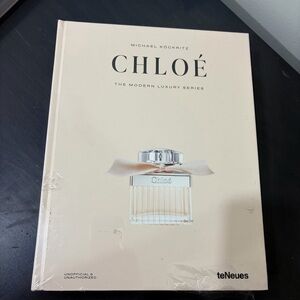 MICHAEL KÖCKRITZ
CHLOÉ
THE MODERN LUXURY SERIES
Chloé
UNOFFICIAL &
UNAUTHORIZED
teNeues